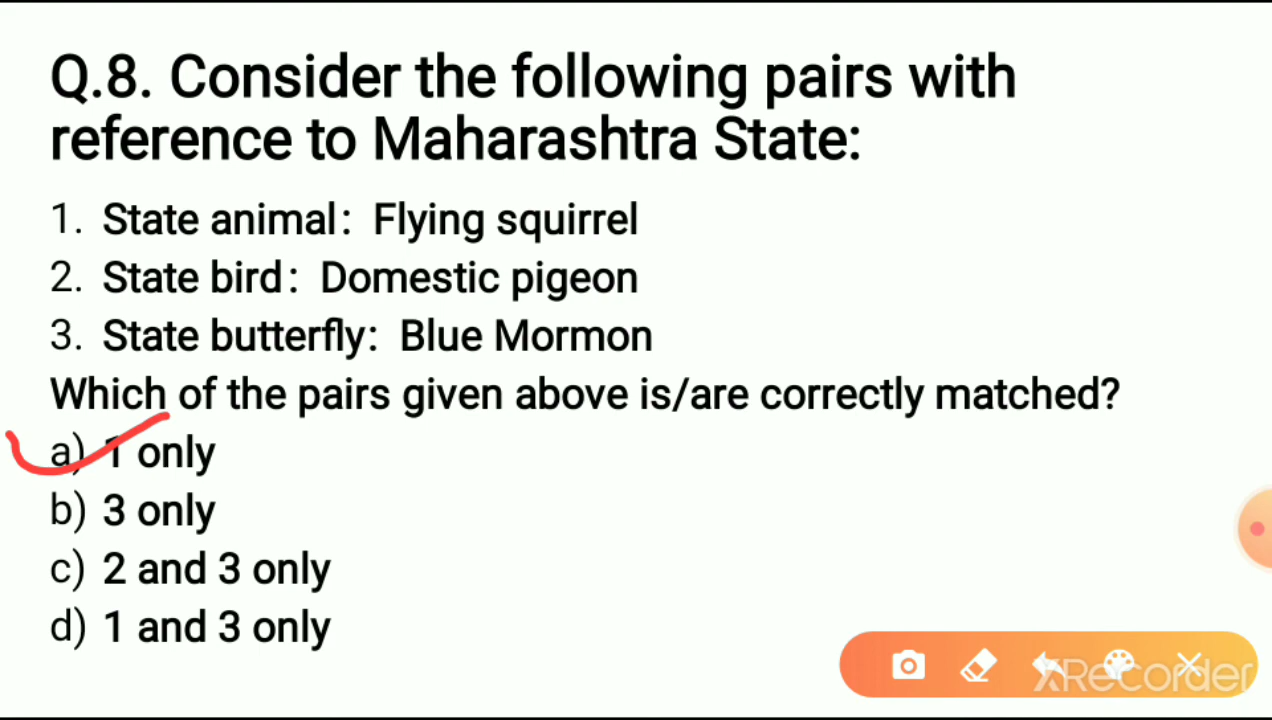 Q.8. Consider the following pairs with
reference to Maharashtra State:
1. State animal: Flying squirrel
2. State bird: Domestic pigeon
3. State butterfly: Blue Mormon
Which of the pairs given above is/are correctly matched?
a) 1 only
b) 3 only
c) 2 and 3 only
d) 1 and 3 only
XRecorder